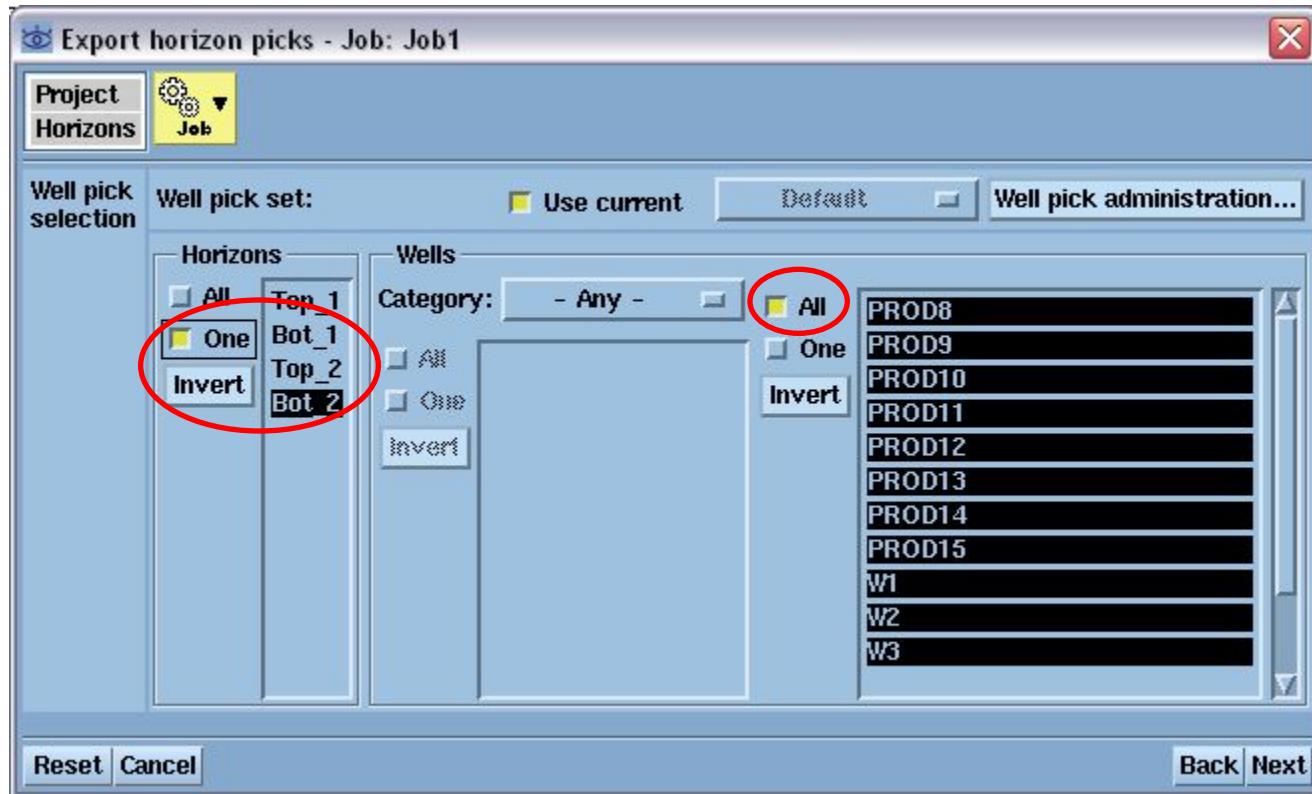 Export horizon picks - Job: Job1
Project
Horizons
Job
Well pick
selection
Well pick set:
Use current
Default
Well pick administration...
Horizons
All
One
Invert
Top_1
Bot_1
Top_2
Bot_2
Wells
Category:
- Any -
All
One
Invert
All
One
Invert
PROD8
PROD9
PROD10
PROD11
PROD12
PROD13
PROD14
PROD15
W1
W2
W3
Reset
Cancel
Back
Next